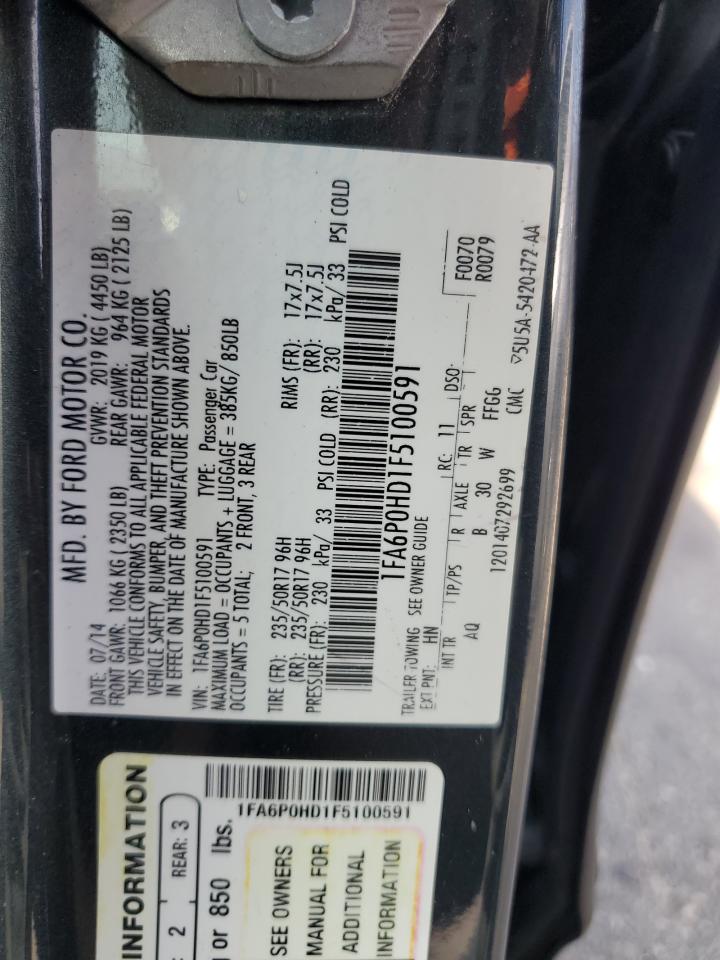 MFD. BY FORD MOTOR CO.
DATE: 07/14 GVWR: 2019 KG ( 4450 LB)
FRONT GAWR: 1066 KG ( 2350 LB) REAR GAWR: 964 KG ( 2125 LB)
THIS VEHICLE CONFORMS TO ALL APPLICABLE FEDERAL MOTOR
VEHICLE SAFETY, BUMPER, AND THEFT PREVENTION STANDARDS
IN EFFECT ON THE DATE OF MANUFACTURE SHOWN ABOVE.
VIN: 1FA6P0HD1F5100591 TYPE: Passenger Car
MAXIMUM LOAD = OCCUPANTS + LUGGAGE = 385KG/ 850LB
OCCUPANTS = 5 TOTAL; 2 FRONT, 3 REAR
TIRE (FR): 235/50R17 96H RIMS (FR): 17x7.5J
(RR): 235/50R17 96H (RR): 17x7.5J
PRESSURE (FR): 230 kPa/ 33 PSI COLD (RR): 230 kPa/ 33 PSI COLD
1FA6P0HD1F5100591
TRAILER TOWING SEE OWNER GUIDE
EXT PNT: HN RC: 11 DSO: F0070
R0079
INT TR TP/PS R AXLE TR SPR
AQ B 30 W FFGG
1201407292699 CMC
5U5A-5420472-AA
1FA6P0HD1F5100591
INFORMATION
: 2 REAR: 3
or 850 lbs.
SEE OWNERS
MANUAL FOR
ADDITIONAL
INFORMATION